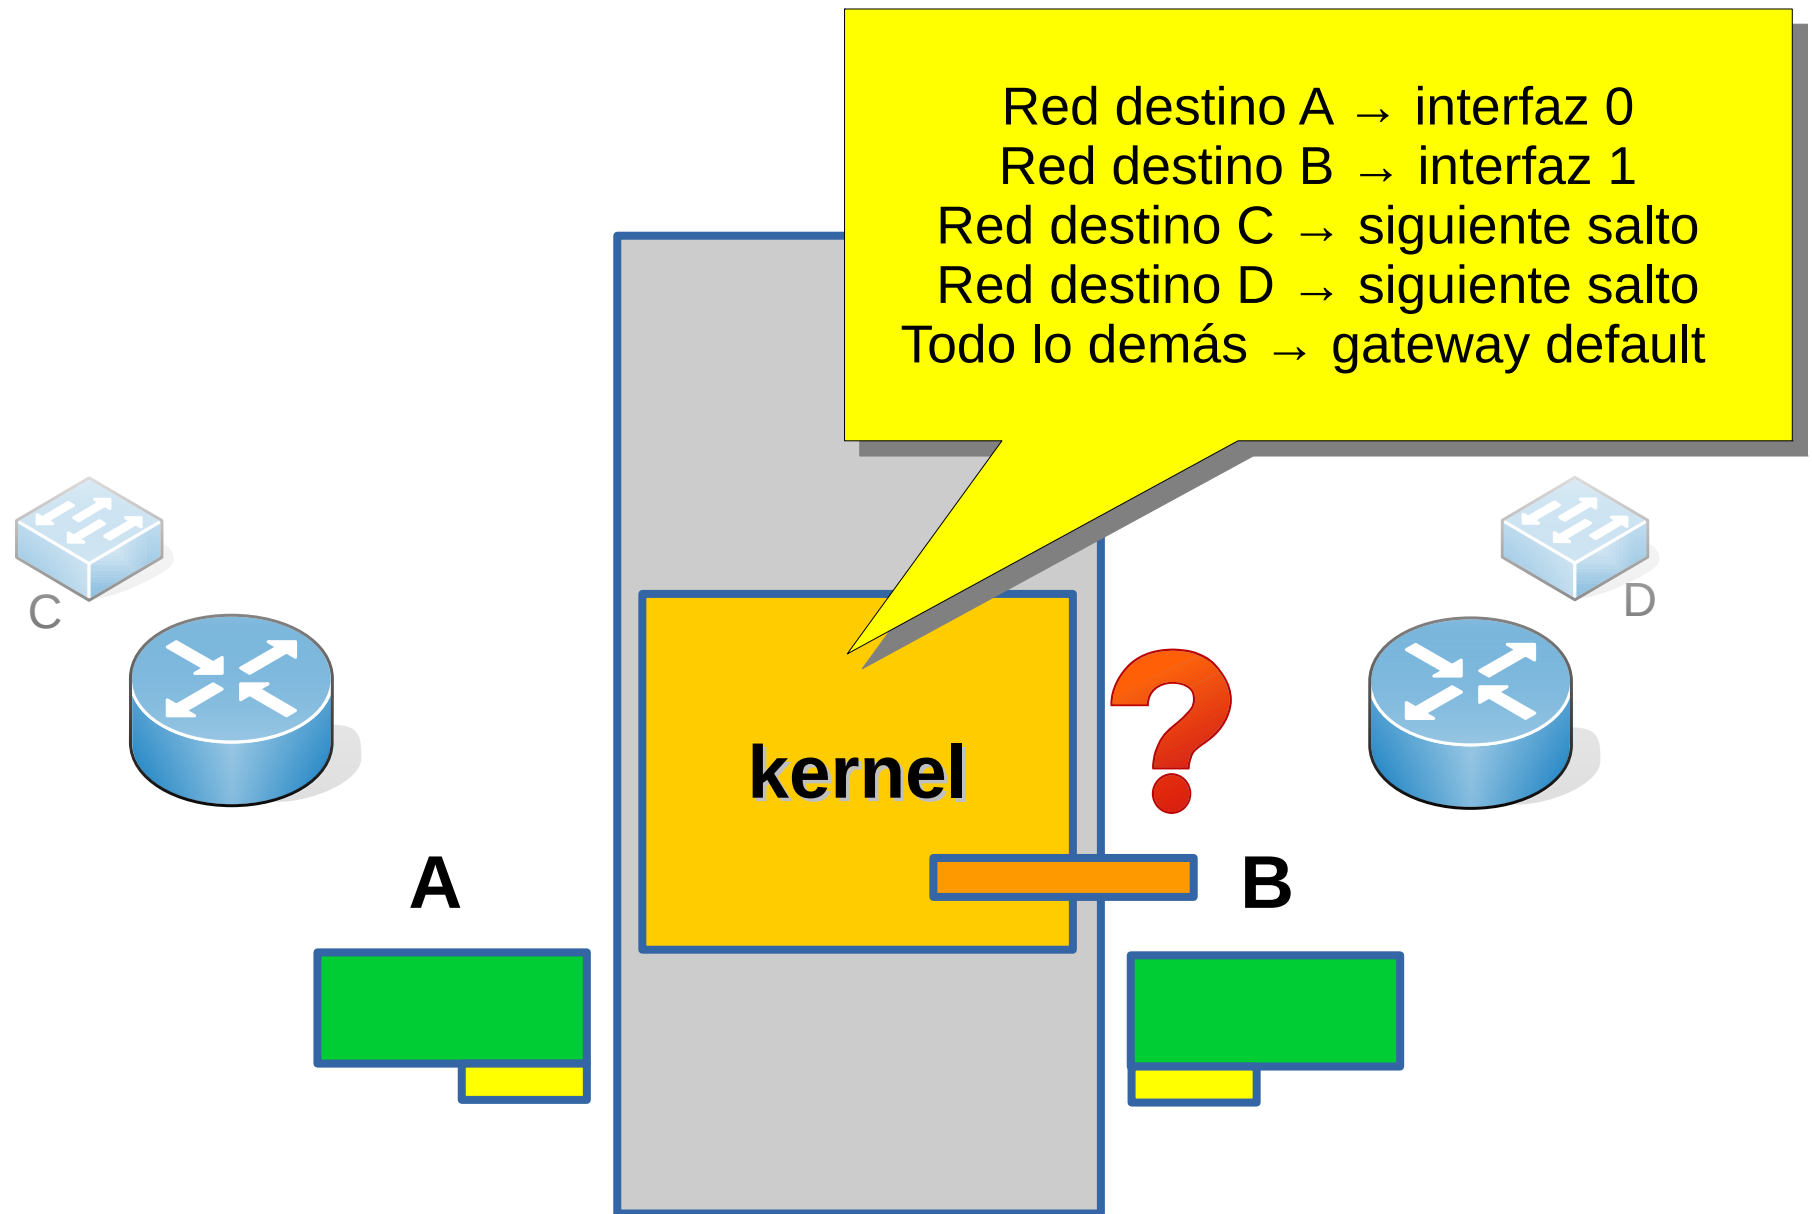 Red destino A → interfaz 0
Red destino B → interfaz 1
Red destino C → siguiente salto
Red destino D → siguiente salto
Todo lo demás → gateway default
C
D
kernel
A
B